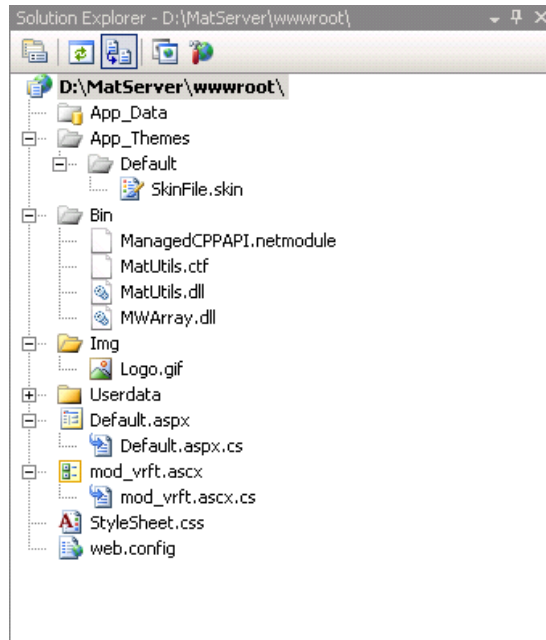 Solution Explorer - D:\MatServer\wwwroot\
D:\MatServer\wwwroot\
App_Data
App_Themes
Default
SkinFile.skin
Bin
ManagedCPPAPI.netmodule
MatUtils.ctf
MatUtils.dll
MWArray.dll
Img
Logo.gif
Userdata
Default.aspx
Default.aspx.cs
mod_vrft.ascx
mod_vrft.ascx.cs
StyleSheet.css
web.config